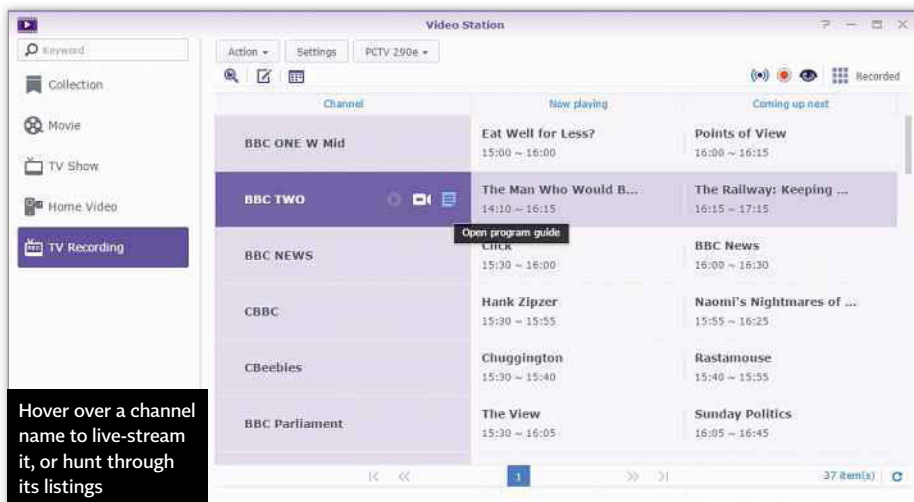 Video Station
Keyword
Collection
Movie
TV Show
Home Video
TV Recording
Action
Settings
PCTV 290e
Recorded
Channel
Now playing
Coming up next
BBC ONE W Mid
Eat Well for Less?
15:00 ~ 16:00
Points of View
16:00 ~ 16:15
BBC TWO
The Man Who Would B...
14:10 ~ 16:15
The Railway: Keeping ...
16:15 ~ 17:15
Open program guide
BBC NEWS
Click
15:30 ~ 16:00
BBC News
16:00 ~ 16:30
CBBC
Hank Zipzer
15:30 ~ 15:55
Naomi's Nightmares of ...
15:55 ~ 16:25
CBeebies
Chuggington
15:30 ~ 15:40
Rastamouse
15:40 ~ 15:55
BBC Parliament
The View
15:30 ~ 16:05
Sunday Politics
16:05 ~ 16:45
1
37 item(s)
Hover over a channel
name to live-stream
it, or hunt through
its listings